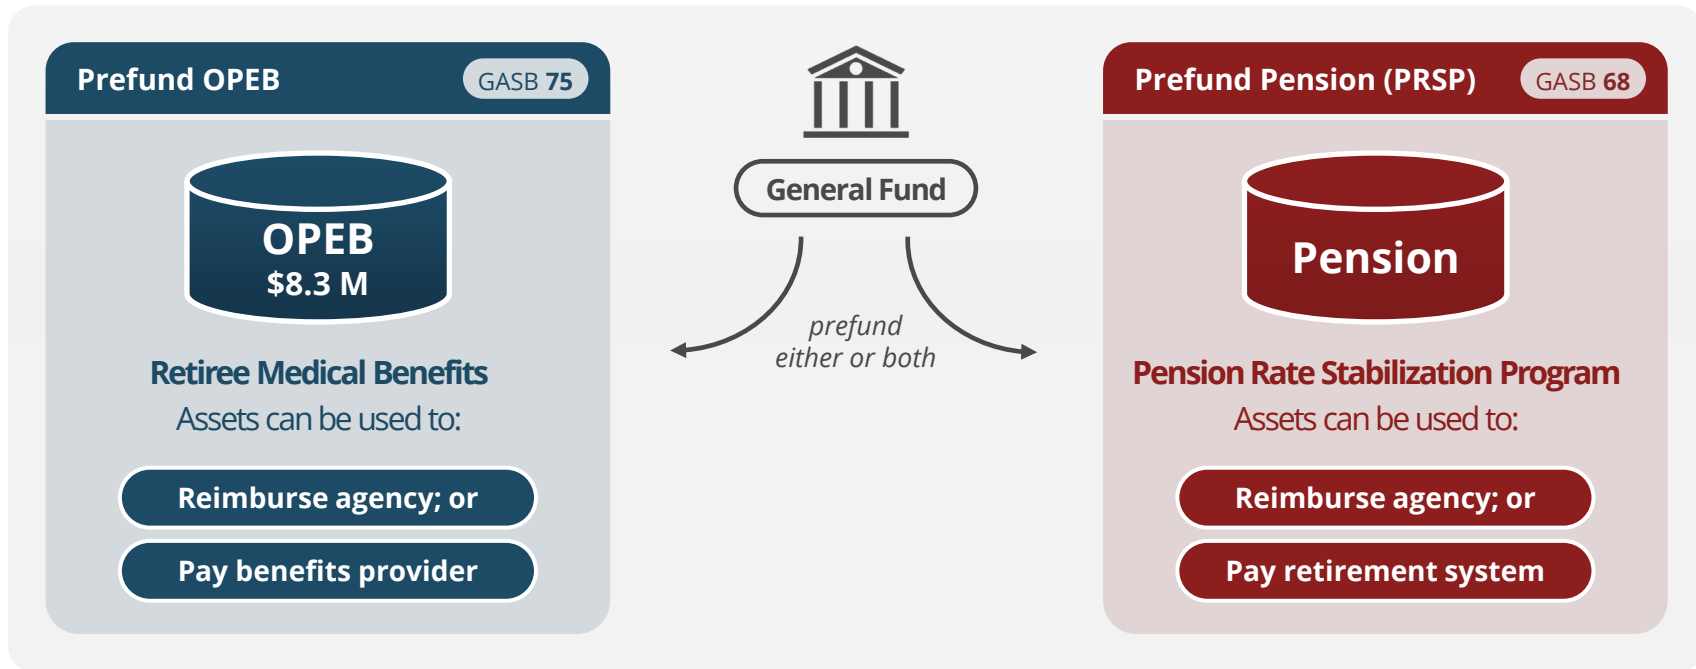 Prefund OPEB
GASB 75
OPEB
$8.3 M
Retiree Medical Benefits
Assets can be used to:
Reimburse agency; or
Pay benefits provider
General Fund
prefund
either or both
Prefund Pension (PRSP)
GASB 68
Pension
Pension Rate Stabilization Program
Assets can be used to:
Reimburse agency; or
Pay retirement system